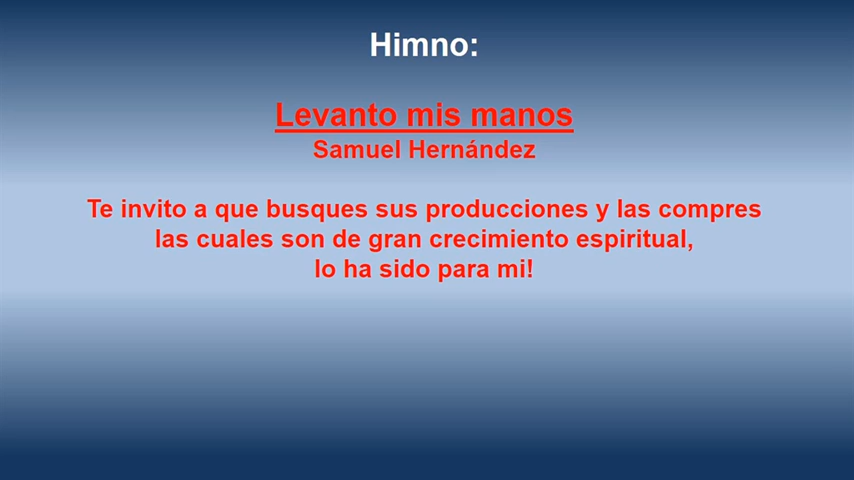 Himno:
Levanto mis manos
Samuel Hernández
Te invito a que busques sus producciones y las compres
las cuales son de gran crecimiento espiritual,
lo ha sido para mi!